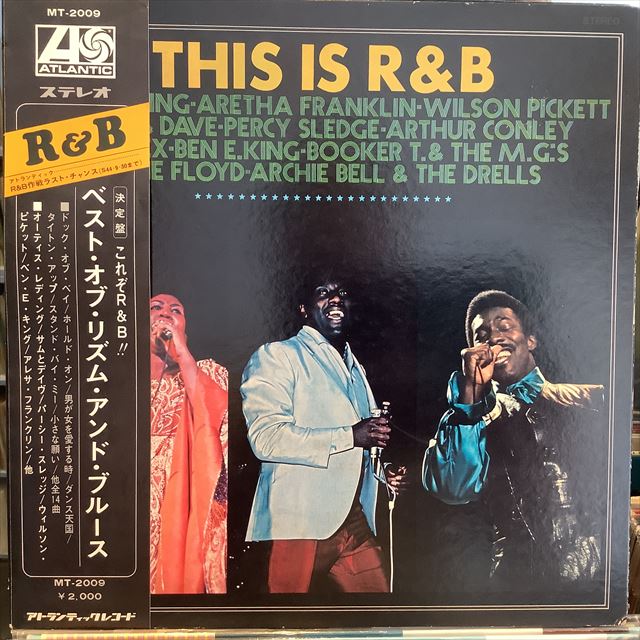 MT-2009
ATLANTIC
ステレオ
R&B
アトランティック
R&B作戦ラスト・チャンス(S44・9・30まで)
決定盤 これぞR&B!!
ベスト・オブ・リズム・アンド・ブルース
■ドック・オブ・ベイ/ホールド・オン/男が女を愛する時/ダンス天国/
タイトン・アップ/スタンド・バイ・ミー/小さな願い/他全14曲
■オーティス・レディング/サムとデイヴ/パーシー・スレッジ/ウィルソン・
ピケット/ベン・E・キング/アレサ・フランクリン/他
MT-2009
¥2,000
アトランティックレコード
STEREO
THIS IS R&B
ING-ARETHA FRANKLIN-WILSON PICKETT
& DAVE-PERCY SLEDGE-ARTHUR CONLEY
X-BEN E.KING-BOOKER T. & THE M.G.'S
E FLOYD-ARCHIE BELL & THE DRELLS